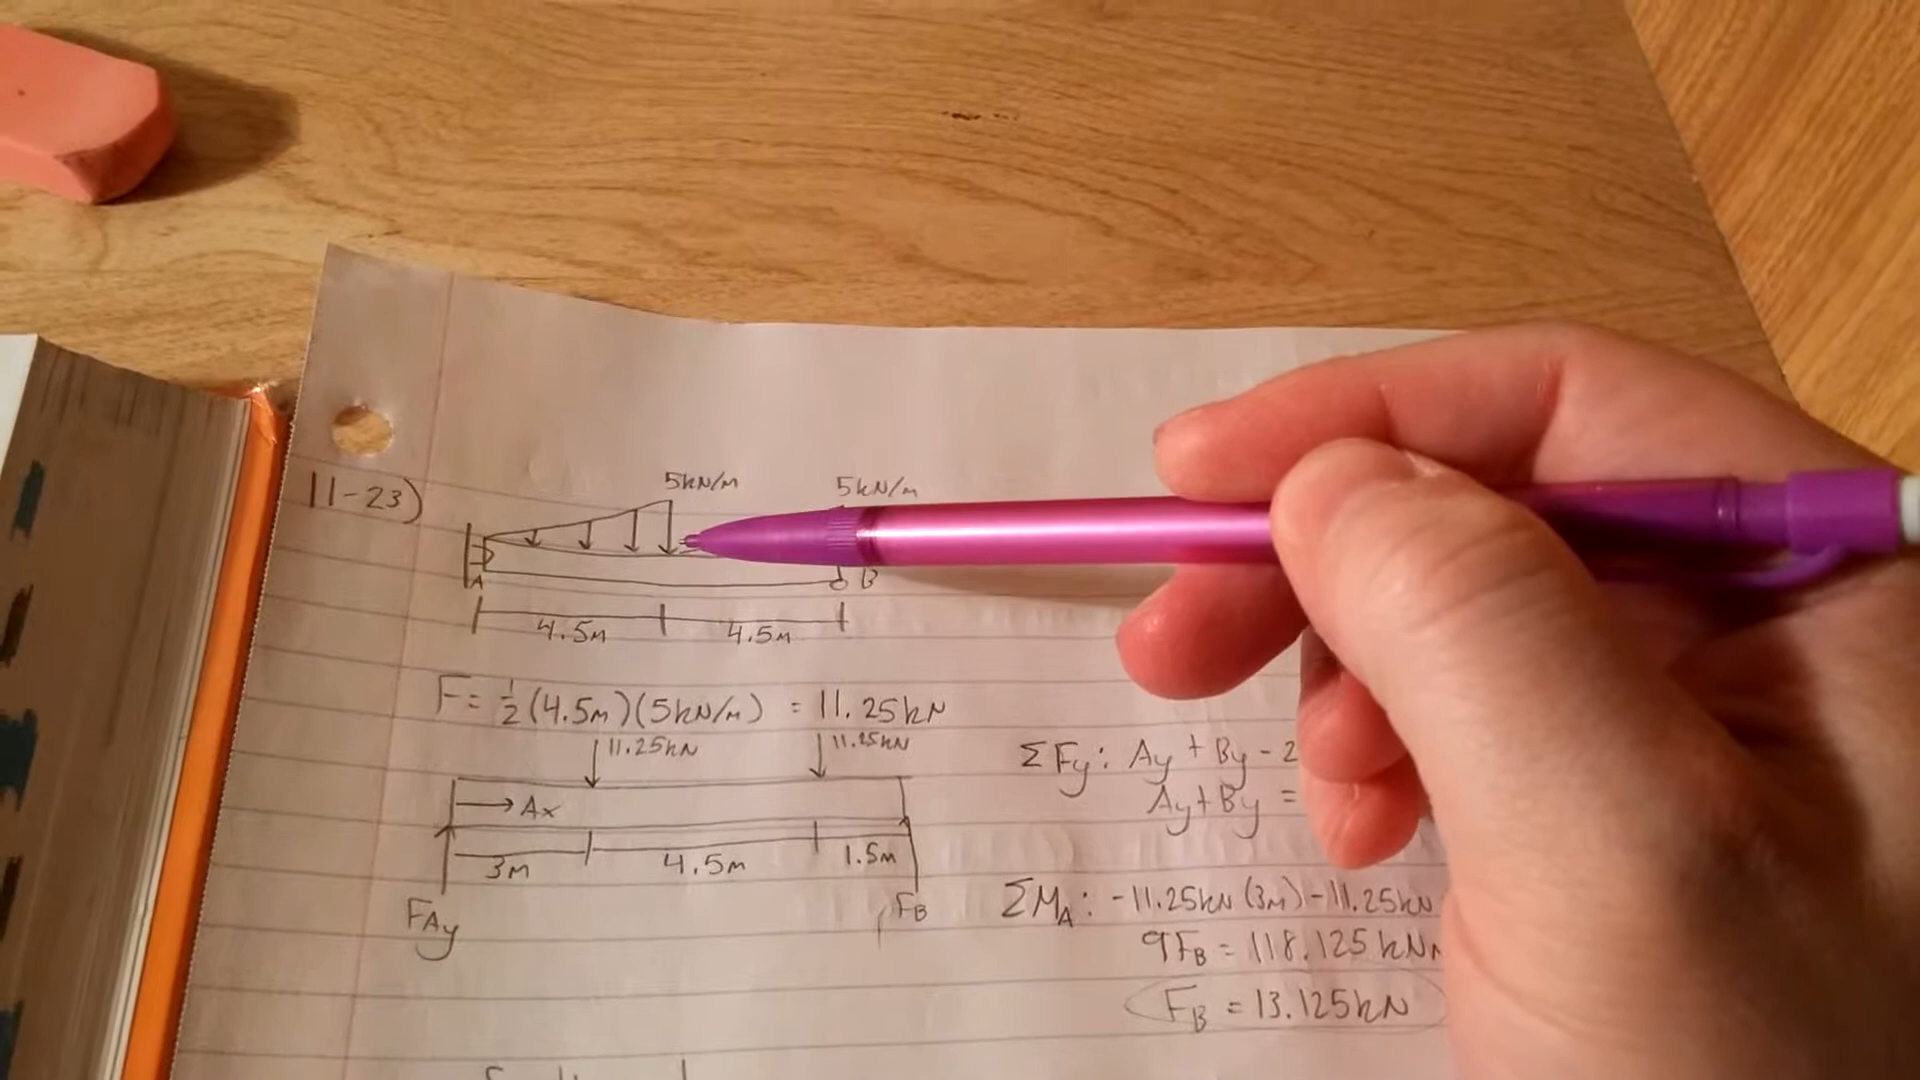 11-23)
5kN/m 5kN/m
A B
4.5m 4.5m
F = 1/2 (4.5m)(5kN/m) = 11.25kN
11.25kN 11.25kN
Ax
3m 4.5m 1.5m
FAy FB
ΣFy: Ay + By - 2
Ay + By =
ΣMA: -11.25kN(3m) - 11.25kN
9FB = 118.125 kN
FB = 13.125kN